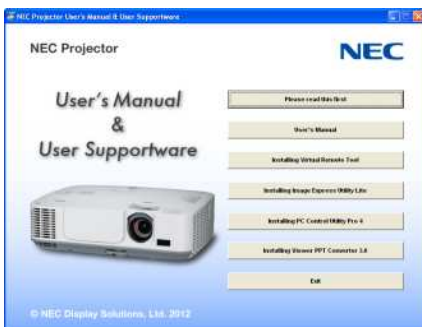 NEC Projector User's Manual & User Supportware
NEC Projector
NEC
User's Manual
&
User Supportware
Please read this first
User's Manual
Installing Virtual Remote Tool
Installing Image Express Utility Lite
Installing PC Control Utility Pro 4
Installing Viewer PPT Converter 3.0
Exit
© NEC Display Solutions, Ltd. 2012